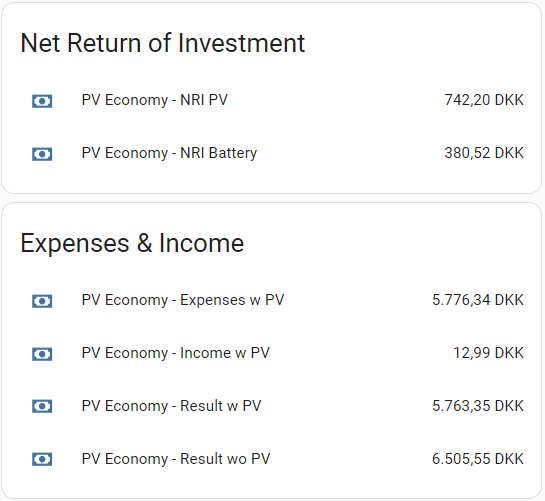 Net Return of Investment
PV Economy - NRI PV 742,20 DKK
PV Economy - NRI Battery 380,52 DKK
Expenses & Income
PV Economy - Expenses w PV 5.776,34 DKK
PV Economy - Income w PV 12,99 DKK
PV Economy - Result w PV 5.763,35 DKK
PV Economy - Result wo PV 6.505,55 DKK